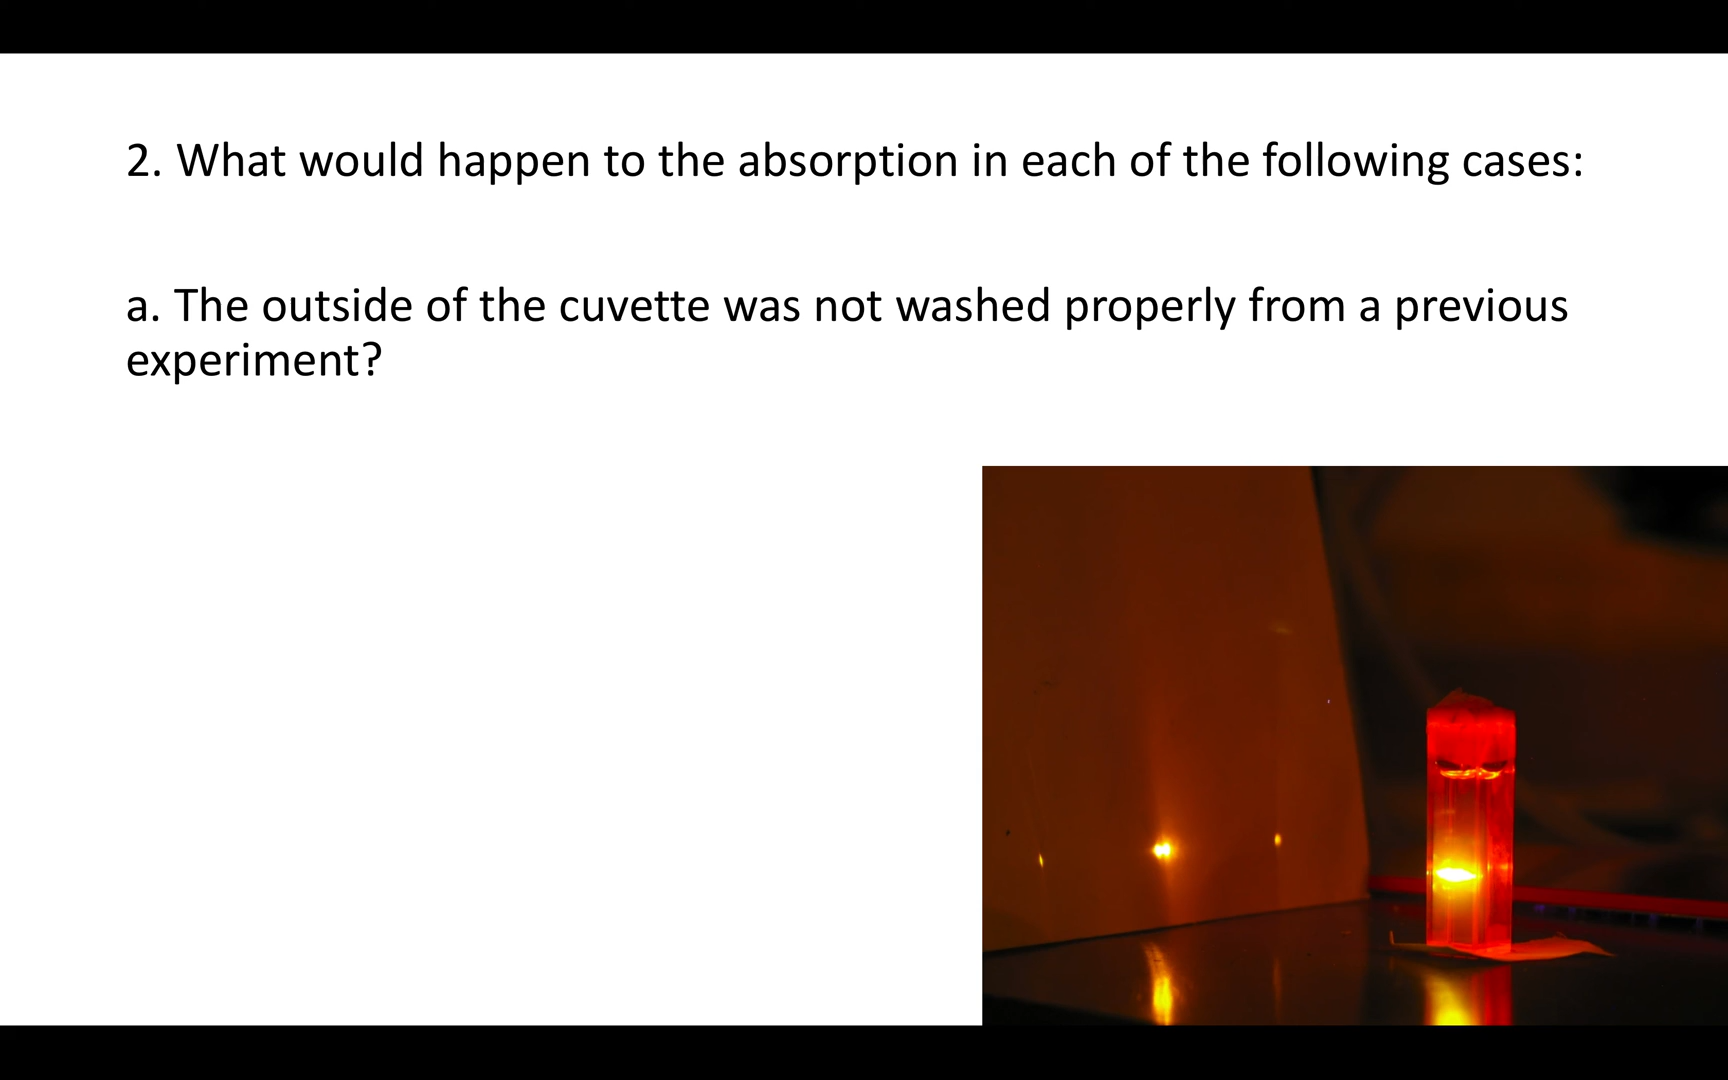 2. What would happen to the absorption in each of the following cases:
a. The outside of the cuvette was not washed properly from a previous
experiment?